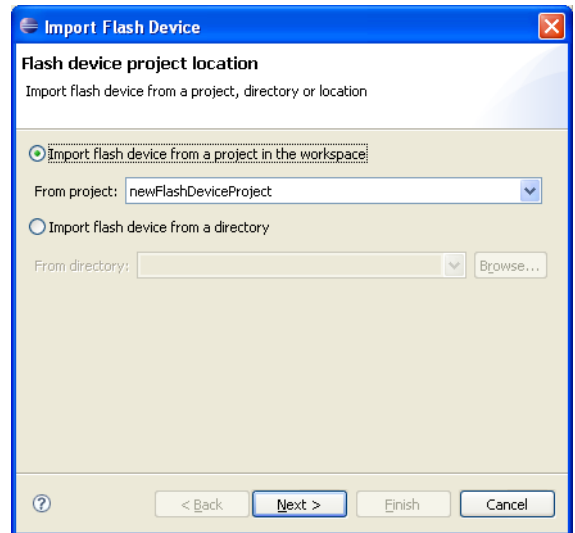 Import Flash Device
Flash device project location
Import flash device from a project, directory or location
Import flash device from a project in the workspace
From project: newFlashDeviceProject
Import flash device from a directory
From directory: Browse...
? < Back Next > Finish Cancel